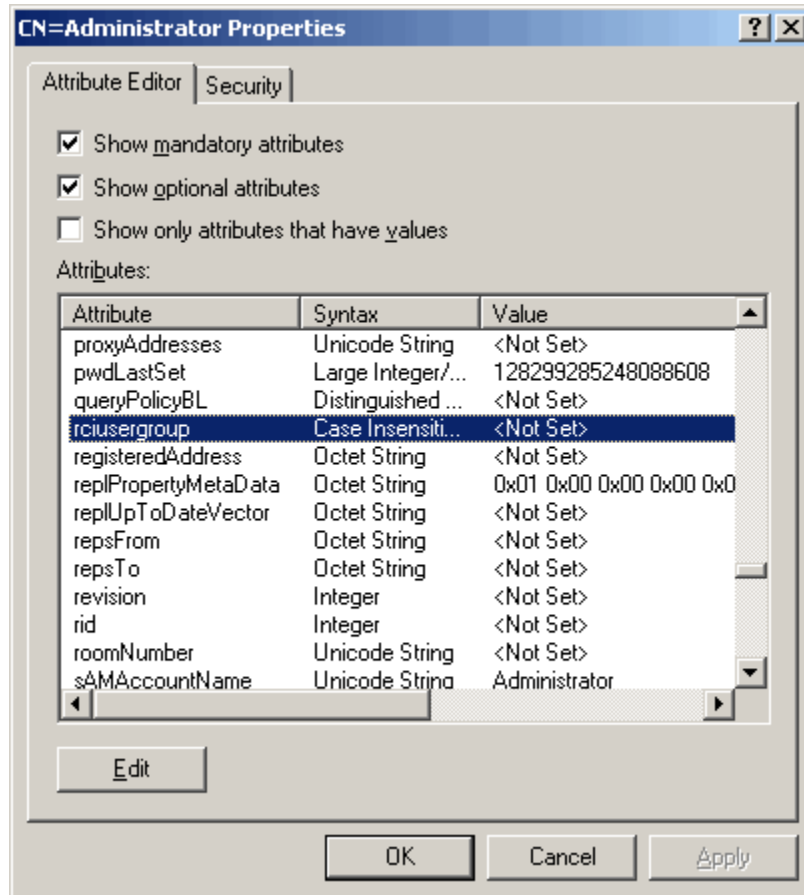 CN=Administrator Properties
Attribute Editor Security
Show mandatory attributes
Show optional attributes
Show only attributes that have values
Attributes:
Attribute Syntax Value
proxyAddresses Unicode String <Not Set>
pwdLastSet Large Integer/... 128299285248088608
queryPolicyBL Distinguished ... <Not Set>
rciusergroup Case Insensiti... <Not Set>
registeredAddress Octet String <Not Set>
replPropertyMetaData Octet String 0x01 0x00 0x00 0x00 0x0
replUpToDateVector Octet String <Not Set>
repsFrom Octet String <Not Set>
repsTo Octet String <Not Set>
revision Integer <Not Set>
rid Integer <Not Set>
roomNumber Unicode String <Not Set>
sAMAccountName Unicode String Administrator
Edit
OK Cancel Apply